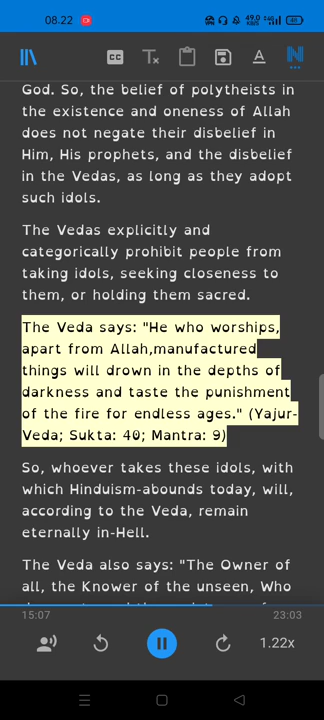 08.22
49.0
KB/S
45
CC
T
A
N
God. So, the belief of polytheists in
the existence and oneness of Allah
does not negate their disbelief in
Him, His prophets, and the disbelief
in the Vedas, as long as they adopt
such idols.
The Vedas explicitly and
categorically prohibit people from
taking idols, seeking closeness to
them, or holding them sacred.
The Veda says: "He who worships,
apart from Allah,manufactured
things will drown in the depths of
darkness and taste the punishment
of the fire for endless ages." (Yajur-
Veda; Sukta: 40; Mantra: 9)
So, whoever takes these idols, with
which Hinduism-abounds today, will,
according to the Veda, remain
eternally in-Hell.
The Veda also says: "The Owner of
all, the Knower of the unseen, Who
15:07
23:03
1.22x